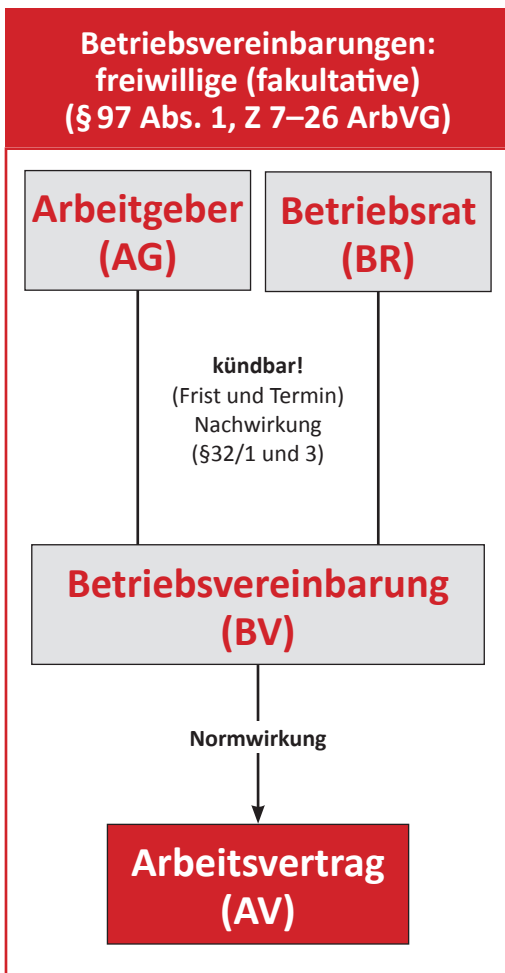 Betriebsvereinbarungen:
freiwillige (fakultative)
(§ 97 Abs. 1, Z 7–26 ArbVG)
Arbeitgeber
(AG)
Betriebsrat
(BR)
kündbar!
(Frist und Termin)
Nachwirkung
(§32/1 und 3)
Betriebsvereinbarung
(BV)
Normwirkung
Arbeitsvertrag
(AV)